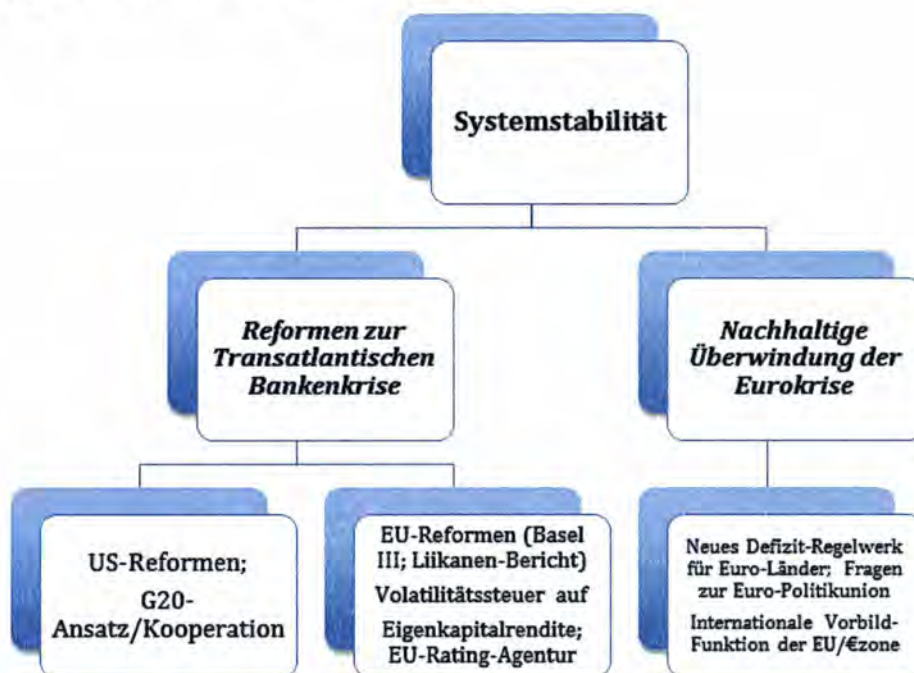 Systemstabilität
Reformen zur
Transatlantischen
Bankenkrise
Nachhaltige
Überwindung der
Eurokrise
US-Reformen;
G20-
Ansatz/Kooperation
EU-Reformen (Basel
III; Liikanen-Bericht)
Volatilitätssteuer auf
Eigenkapitalrendite;
EU-Rating-Agentur
Neues Defizit-Regelwerk
für Euro-Länder; Fragen
zur Euro-Politikunion
Internationale Vorbild-
Funktion der EU/€zone